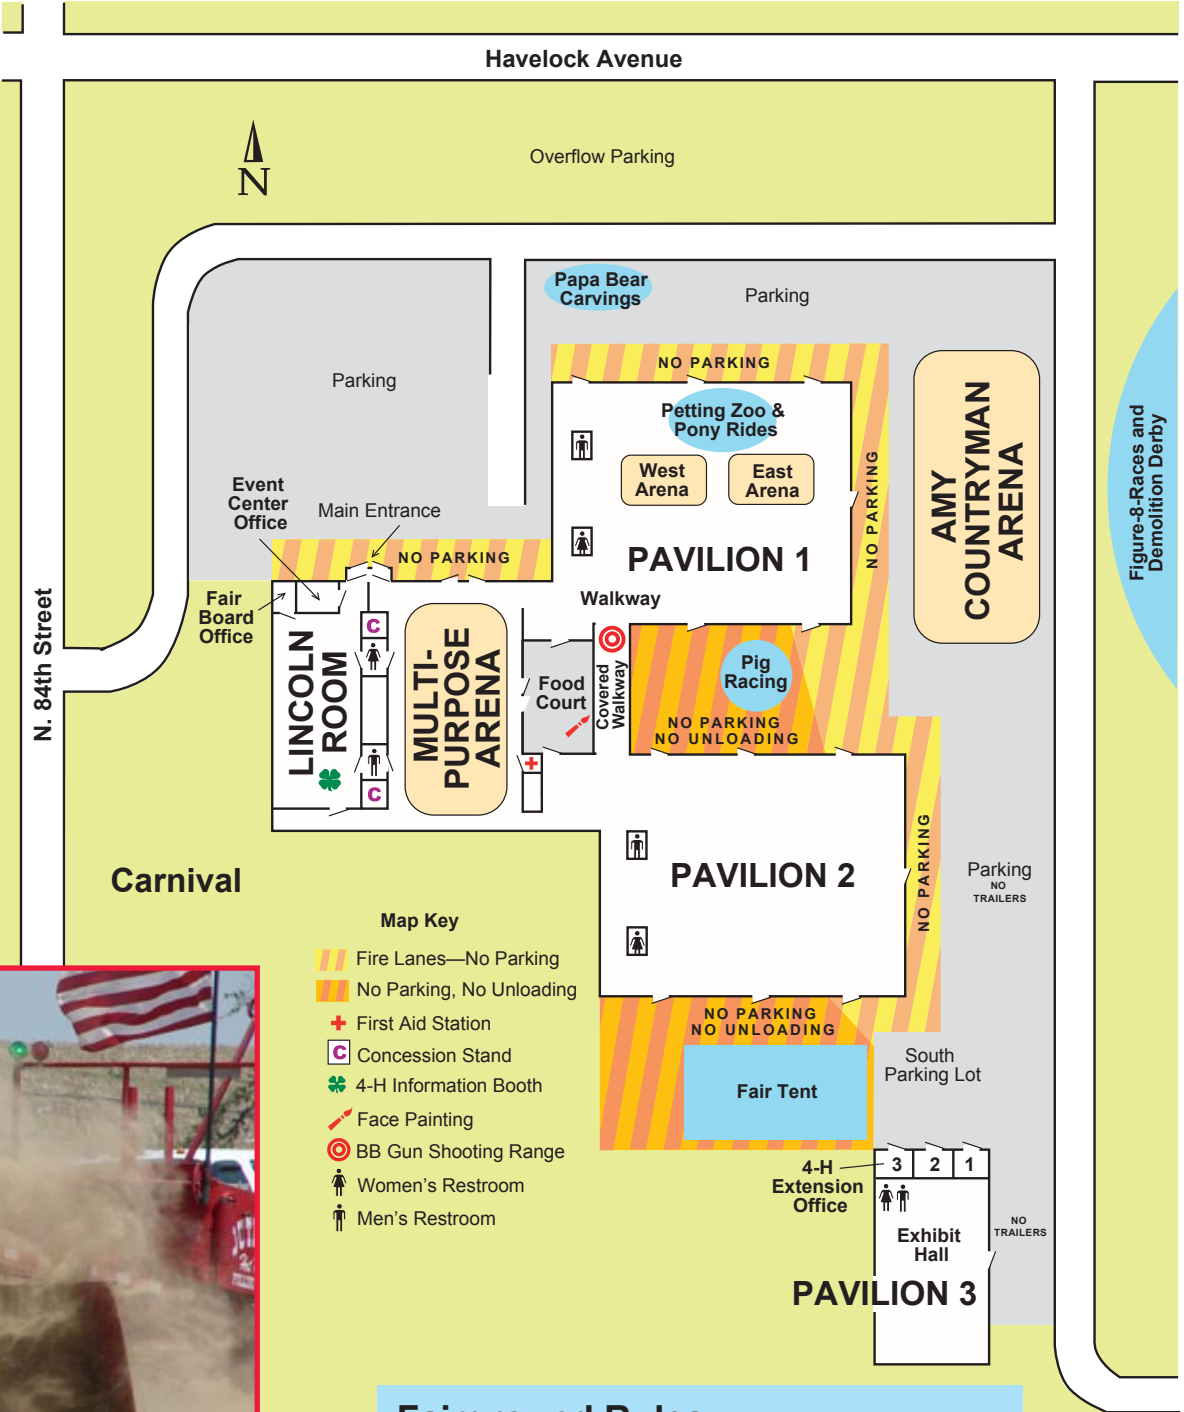 Havelock Avenue
Overflow Parking
N
Papa Bear
Carvings
Parking
Parking
NO PARKING
Petting Zoo &
Pony Rides
West
Arena
East
Arena
NO PARKING
AMY
COUNTRYMAN
ARENA
Figure-8-Races and
Demolition Derby
Event
Center
Office
Main Entrance
NO PARKING
PAVILION 1
Fair
Board
Office
Walkway
N. 84th Street
LINCOLN
ROOM
C
C
MULTI-
PURPOSE
ARENA
Food
Court
Covered
Walkway
Pig
Racing
NO PARKING
NO UNLOADING
PAVILION 2
NO PARKING
Parking
NO
TRAILERS
Carnival
Map Key
Fire Lanes—No Parking
No Parking, No Unloading
First Aid Station
C Concession Stand
4-H Information Booth
Face Painting
BB Gun Shooting Range
Women's Restroom
Men's Restroom
NO PARKING
NO UNLOADING
Fair Tent
South
Parking Lot
4-H
Extension
Office
3 2 1
NO
TRAILERS
Exhibit
Hall
PAVILION 3